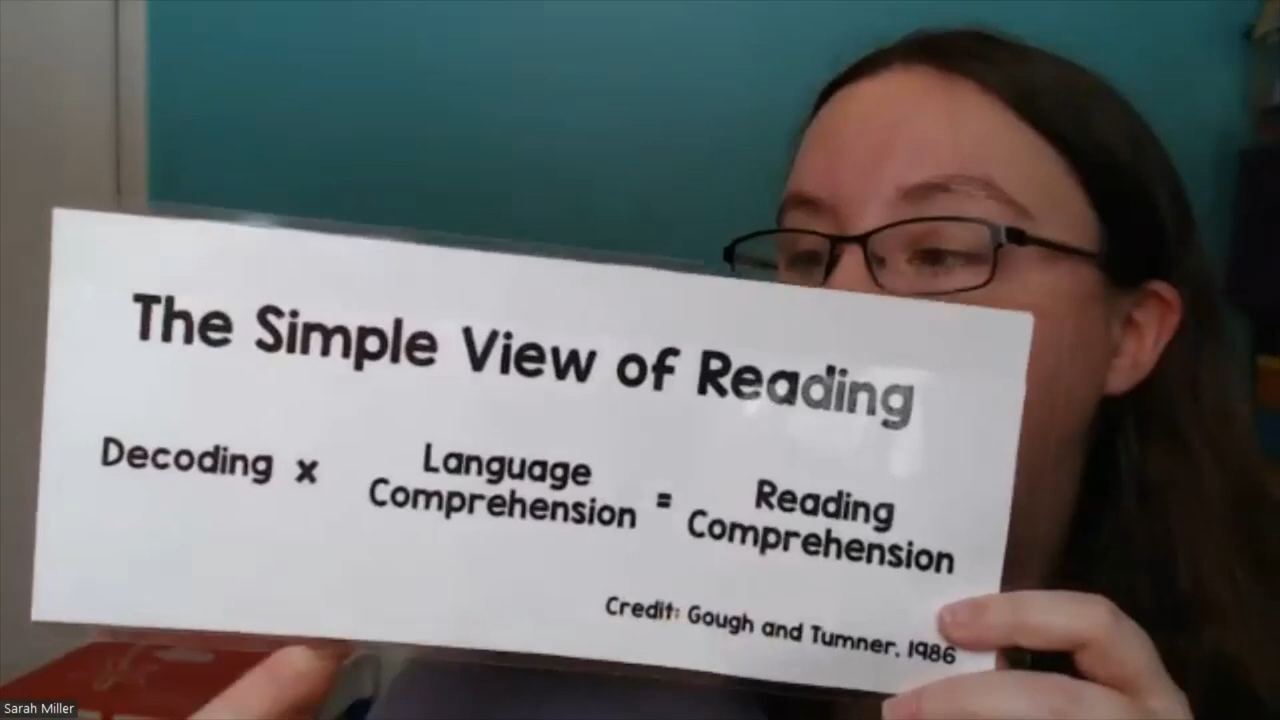 The Simple View of Reading
Decoding x Language Comprehension = Reading Comprehension
Credit: Gough and Tumner, 1986
Sarah Miller